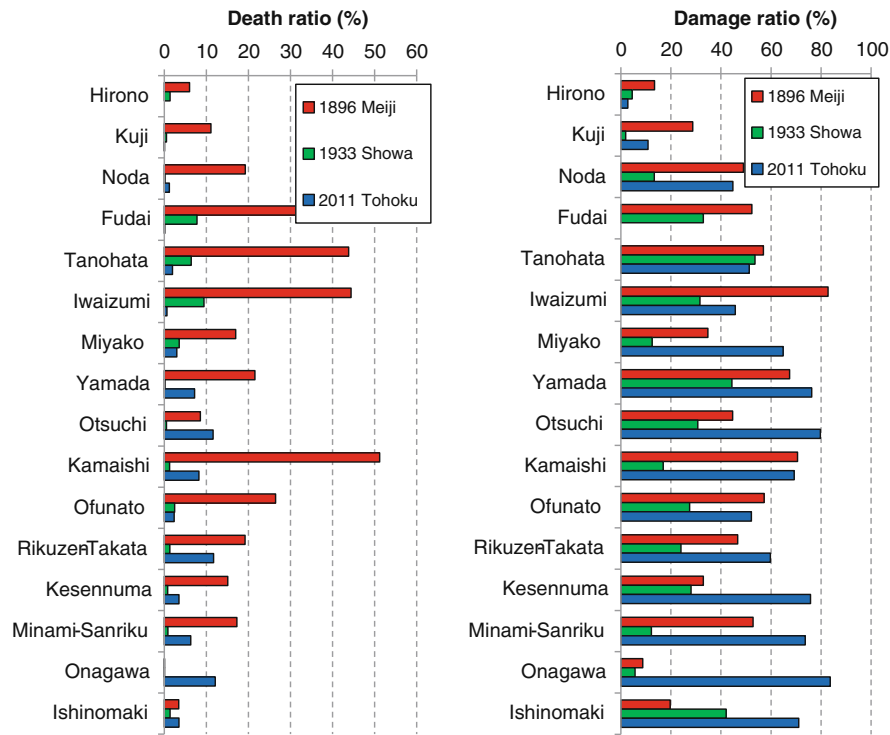 Death ratio (%)
0 10 20 30 40 50 60
Hirono
Kuji
Noda
Fudai
Tanohata
Iwaizumi
Miyako
Yamada
Otsuchi
Kamaishi
Ofunato
Rikuzen-Takata
Kesennuma
Minami-Sanriku
Onagawa
Ishinomaki
1896 Meiji
1933 Showa
2011 Tohoku
Damage ratio (%)
0 20 40 60 80 100
Hirono
Kuji
Noda
Fudai
Tanohata
Iwaizumi
Miyako
Yamada
Otsuchi
Kamaishi
Ofunato
Rikuzen-Takata
Kesennuma
Minami-Sanriku
Onagawa
Ishinomaki
1896 Meiji
1933 Showa
2011 Tohoku